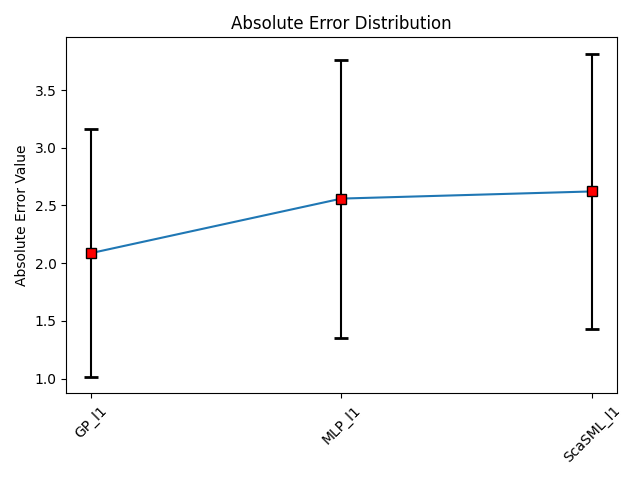 Absolute Error Distribution
Absolute Error Value
3.5
3.0
2.5
2.0
1.5
1.0
GP_l1
MLP_l1
ScaSML_l1